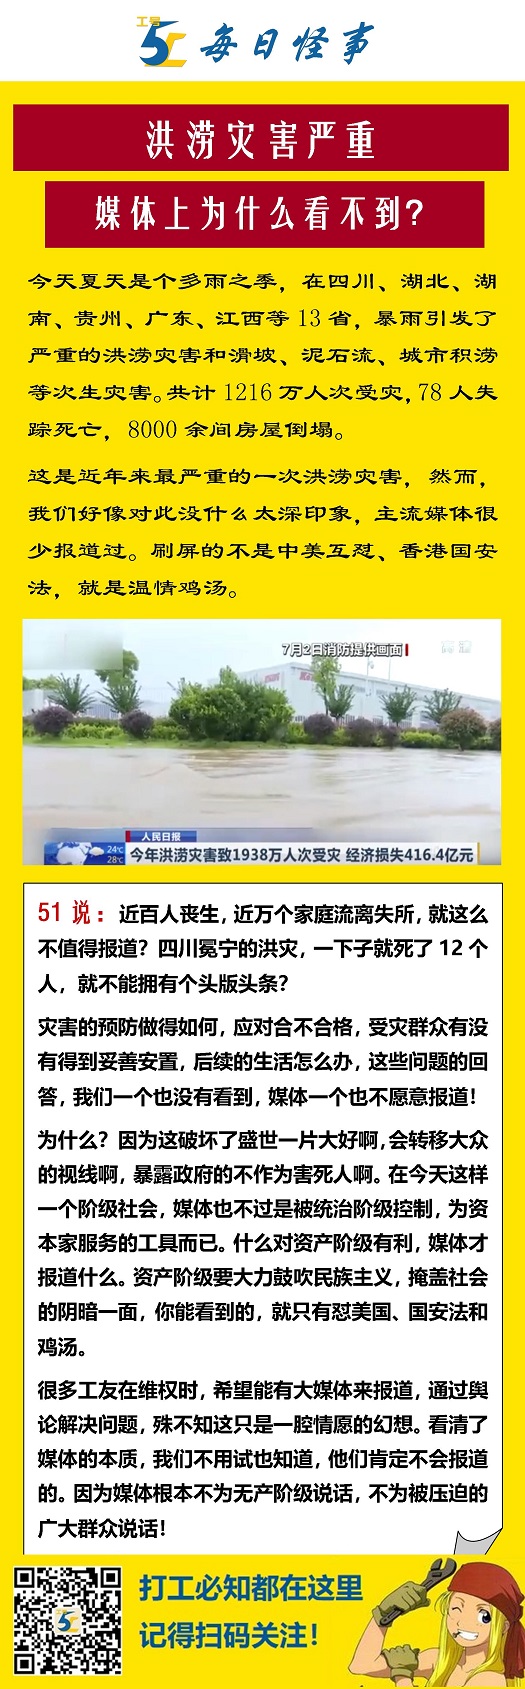 工号
51
每日怪事
洪涝灾害严重
媒体上为什么看不到?
今天夏天是个多雨之季，在四川、湖北、湖
南、贵州、广东、江西等 13 省，暴雨引发了
严重的洪涝灾害和滑坡、泥石流、城市积涝
等次生灾害。共计 1216 万人次受灾，78 人失
踪死亡，8000 余间房屋倒塌。
这是近年来最严重的一次洪涝灾害，然而，
我们好像对此没什么太深印象，主流媒体很
少报道过。刷屏的不是中美互怼、香港国安
法，就是温情鸡汤。
7月2日消防提供画面
人民日报
24℃
28℃
今年洪涝灾害致1938万人次受灾 经济损失416.4亿元
51 说：近百人丧生，近万个家庭流离失所，就这么
不值得报道？四川冕宁的洪灾，一下子就死了 12 个
人，就不能拥有个头版头条？
灾害的预防做得如何，应对合不合格，受灾群众有没
有得到妥善安置，后续的生活怎么办，这些问题的回
答，我们一个也没有看到，媒体一个也不愿意报道！
为什么？因为这破坏了盛世一片大好啊，会转移大众
的视线啊，暴露政府的不作为害死人啊。在今天这样
一个阶级社会，媒体也不过是被统治阶级控制，为资
本家服务的工具而已。什么对资产阶级有利，媒体才
报道什么。资产阶级要大力鼓吹民族主义，掩盖社会
的阴暗一面，你能看到的，就只有怼美国、国安法和
鸡汤。
很多工友在维权时，希望能有大媒体来报道，通过舆
论解决问题，殊不知这只是一腔情愿的幻想。看清了
媒体的本质，我们不用试也知道，他们肯定不会报道
的。因为媒体根本不为无产阶级说话，不为被压迫的
广大群众说话！
打工必知都在这里
记得扫码关注！